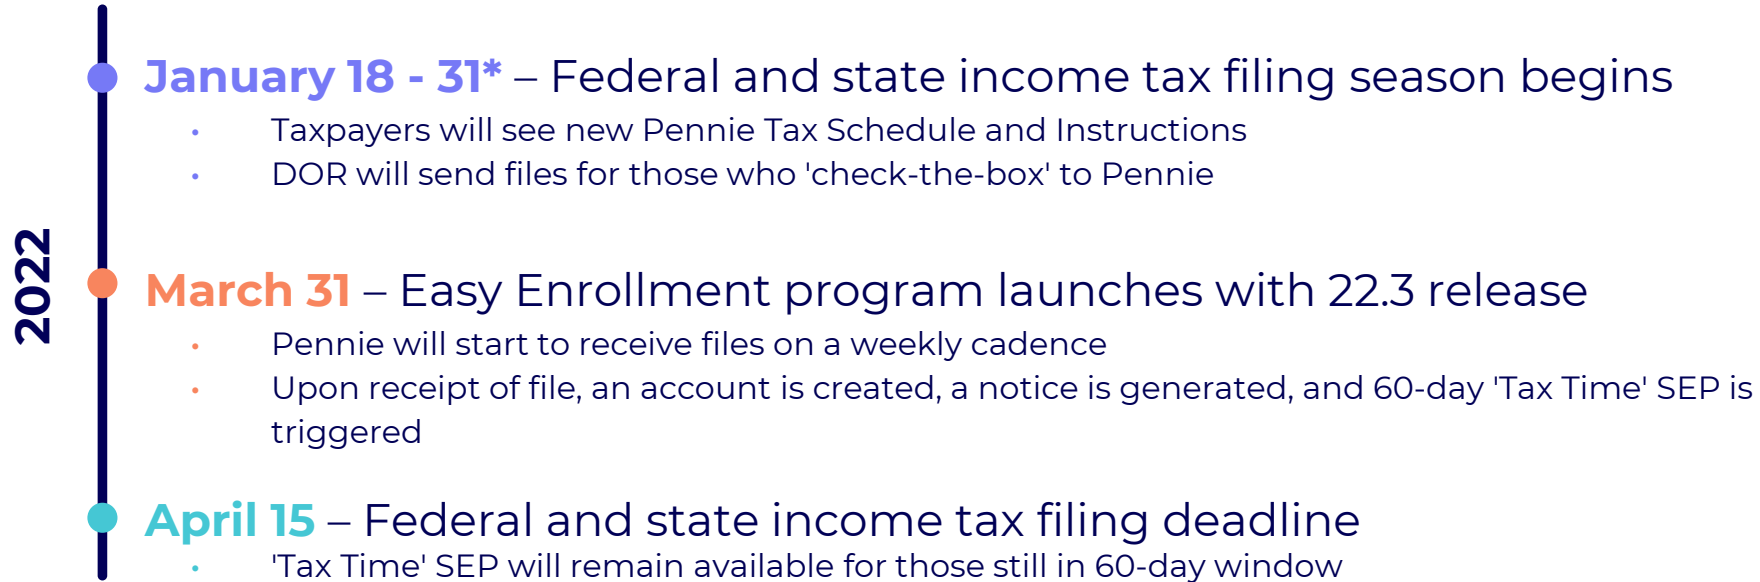 2022
January 18 - 31* – Federal and state income tax filing season begins
• Taxpayers will see new Pennie Tax Schedule and Instructions
• DOR will send files for those who 'check-the-box' to Pennie
March 31 – Easy Enrollment program launches with 22.3 release
• Pennie will start to receive files on a weekly cadence
• Upon receipt of file, an account is created, a notice is generated, and 60-day 'Tax Time' SEP is
triggered
April 15 – Federal and state income tax filing deadline
• 'Tax Time' SEP will remain available for those still in 60-day window